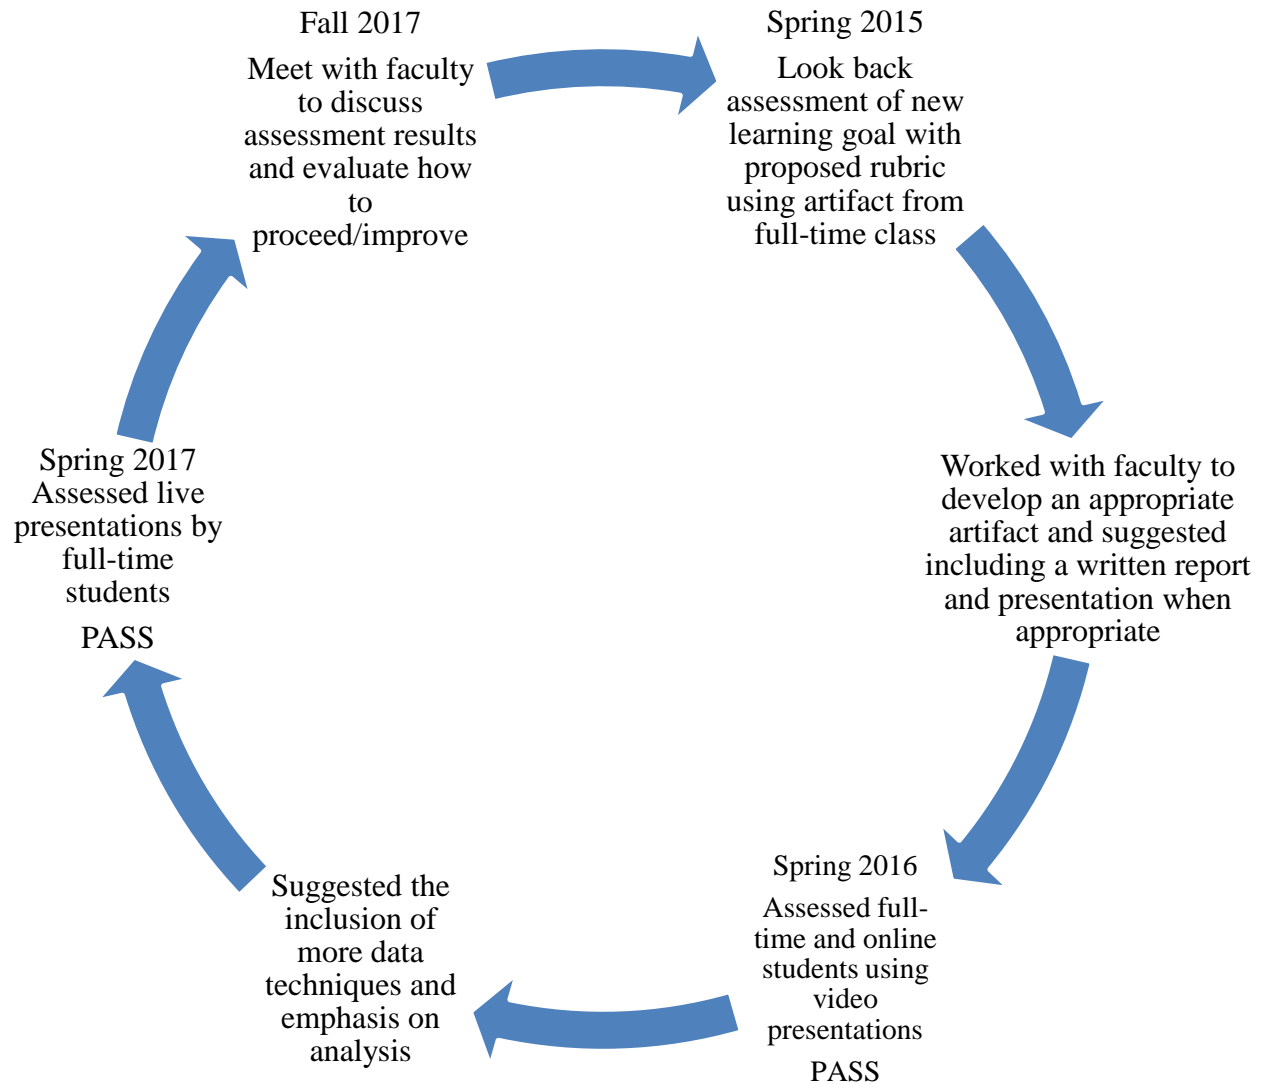 Fall 2017
Meet with faculty
to discuss
assessment results
and evaluate how
to
proceed/improve
Spring 2015
Look back
assessment of new
learning goal with
proposed rubric
using artifact from
full-time class
Worked with faculty to
develop an appropriate
artifact and suggested
including a written report
and presentation when
appropriate
Spring 2016
Assessed full-
time and online
students using
video
presentations
PASS
Suggested the
inclusion of
more data
techniques and
emphasis on
analysis
Spring 2017
Assessed live
presentations by
full-time
students
PASS